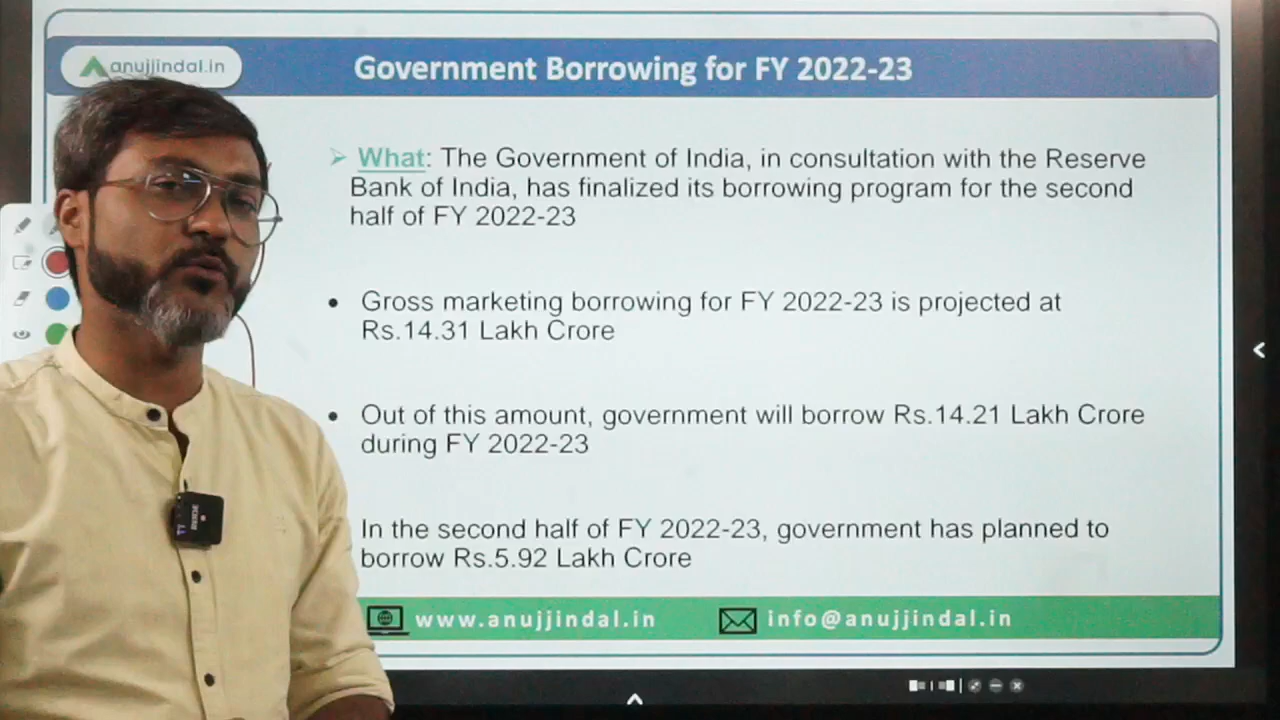 anujjindal.in
Government Borrowing for FY 2022-23
➢ What: The Government of India, in consultation with the Reserve
Bank of India, has finalized its borrowing program for the second
half of FY 2022-23
• Gross marketing borrowing for FY 2022-23 is projected at
Rs.14.31 Lakh Crore
• Out of this amount, government will borrow Rs.14.21 Lakh Crore
during FY 2022-23
In the second half of FY 2022-23, government has planned to
borrow Rs.5.92 Lakh Crore
www.anujjindal.in
info@anujjindal.in